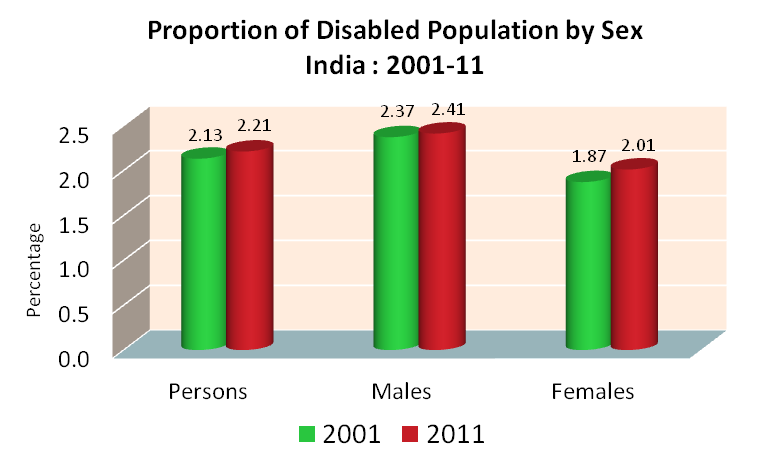 Proportion of Disabled Population by Sex
India : 2001-11
2.13
2.21
2.37
2.41
1.87
2.01
2.5
2.0
1.5
1.0
0.5
0.0
Percentage
Persons
Males
Females
2001
2011